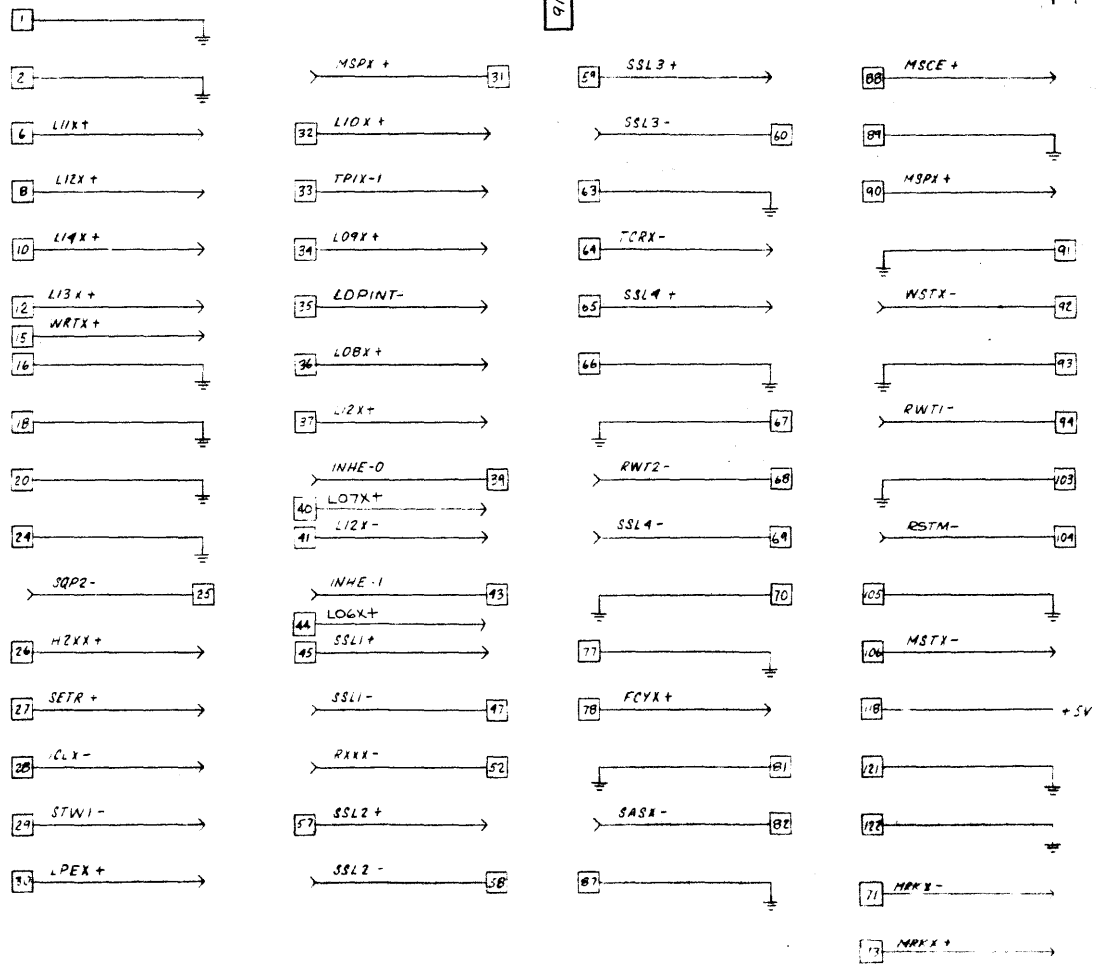 91
1
2
6 L11X+
8 L12X+
10 L14X+
12 L13X+
15 WRTX+
16
18
20
24
SQP2- 25
26 H2XX+
27 SETR+
28 ICLX-
29 STW1-
30 LPEX+
MSPX+ 31
32 L10X+
33 TP1X-1
34 L09X+
35 LDPINT-
36 L08X+
37 L12X+
INHE-0 39
40 L07X+
41 L12X-
INHE-1 43
44 L06X+
45 SSL1+
SSL1- 47
RXXX- 52
57 SSL2+
SSL2- 58
59 SSL3+
SSL3- 60
63
64 TCRX-
65 SSL4+
66
67
RWT2- 68
SSL4- 69
70
77
78 FCYX+
81
SASX- 82
87
88 MSCE+
89
90 MSPX+
91
WSTX- 92
93
RWT1- 94
103
RSTM- 104
105
106 MSTX-
118 +5V
121
122
71 MRKX-
MRKX+